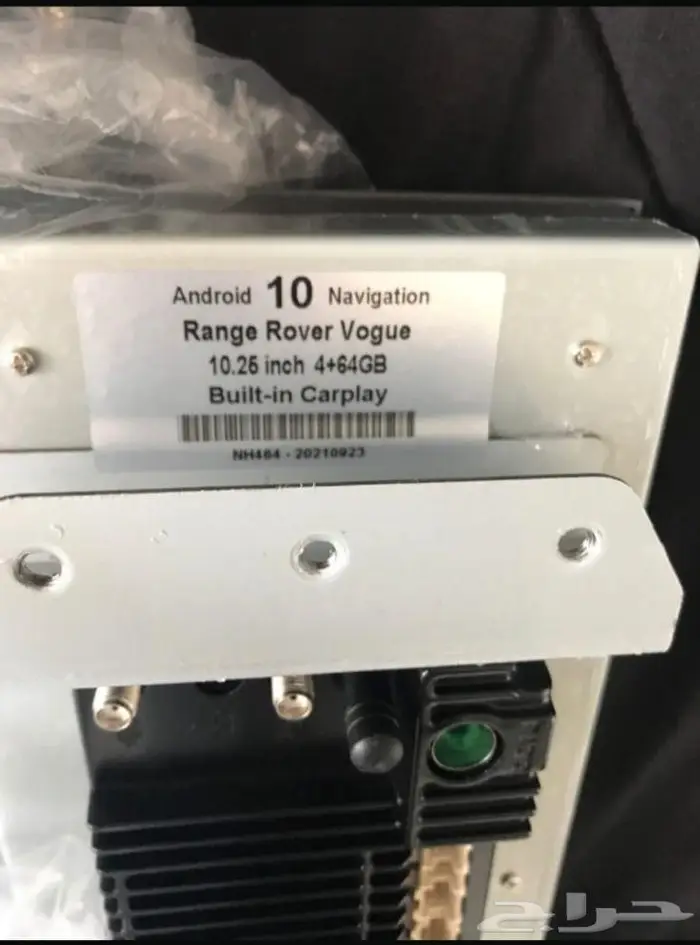 Android 10 Navigation
Range Rover Vogue
10.25 inch 4+64GB
Built-in Carplay
NH464 - 20210923
حراج